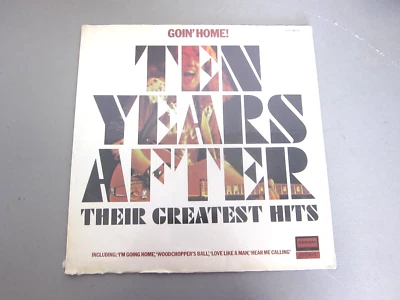 GOIN' HOME!
TEN
YEARS
AFTER
THEIR GREATEST HITS
INCLUDING; 'I'M GOING HOME,' 'WOODCHOPPER'S BALL,' 'LOVE LIKE A MAN,' 'HEAR ME CALLING'